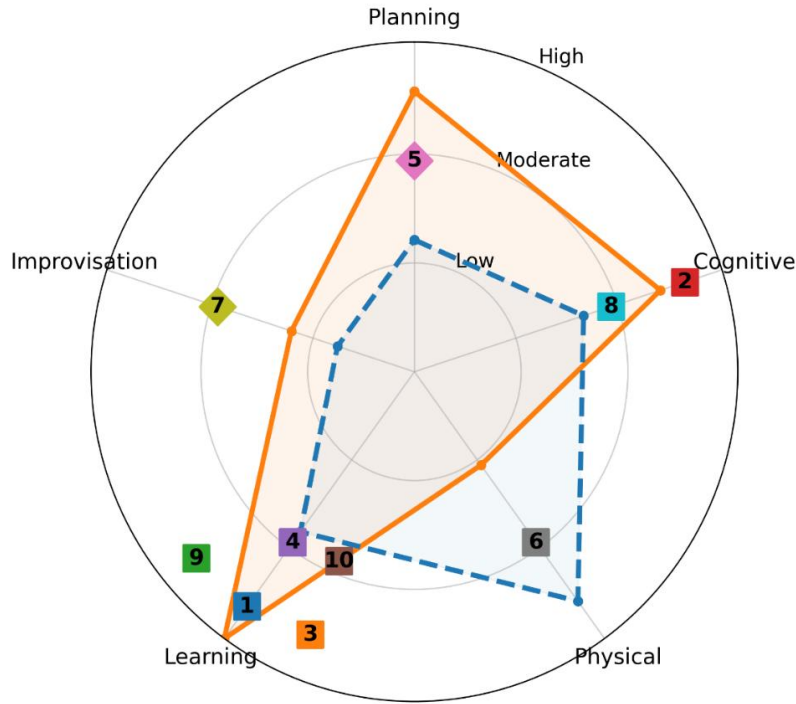 Planning
High
5
Moderate
Improvisation
Low
Cognitive
2
7
8
4
6
10
9
1
3
Learning
Physical